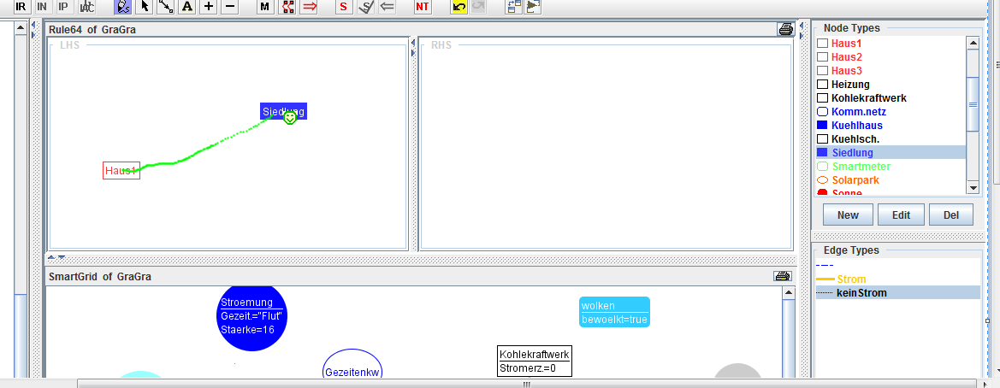 IR IN IP AC A + − M S S NT
Rule64 of GraGra
LHS
RHS
Siedlung
Haus1
Node Types
Haus1
Haus2
Haus3
Heizung
Kohlekraftwerk
Komm.netz
Kuehlhaus
Kuehlsch.
Siedlung
Smartmeter
Solarpark
Sonne
New Edit Del
Edge Types
Strom
keinStrom
SmartGrid of GraGra
Stroemung
Gezeit.="Flut"
Staerke=16
wolken
bewoelkt=true
Kohlekraftwerk
Stromerz.=0
Gezeitenkw